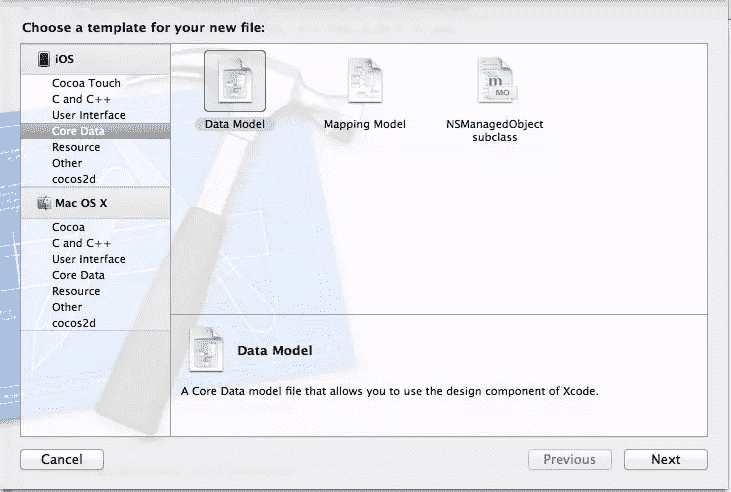 Choose a template for your new file:
iOS
Cocoa Touch
C and C++
User Interface
Core Data
Resource
Other
cocos2d
Mac OS X
Cocoa
C and C++
User Interface
Core Data
Resource
Other
cocos2d
Data Model
Mapping Model
m
MO
NSManagedObject
subclass
Data Model
A Core Data model file that allows you to use the design component of Xcode.
Cancel
Previous
Next